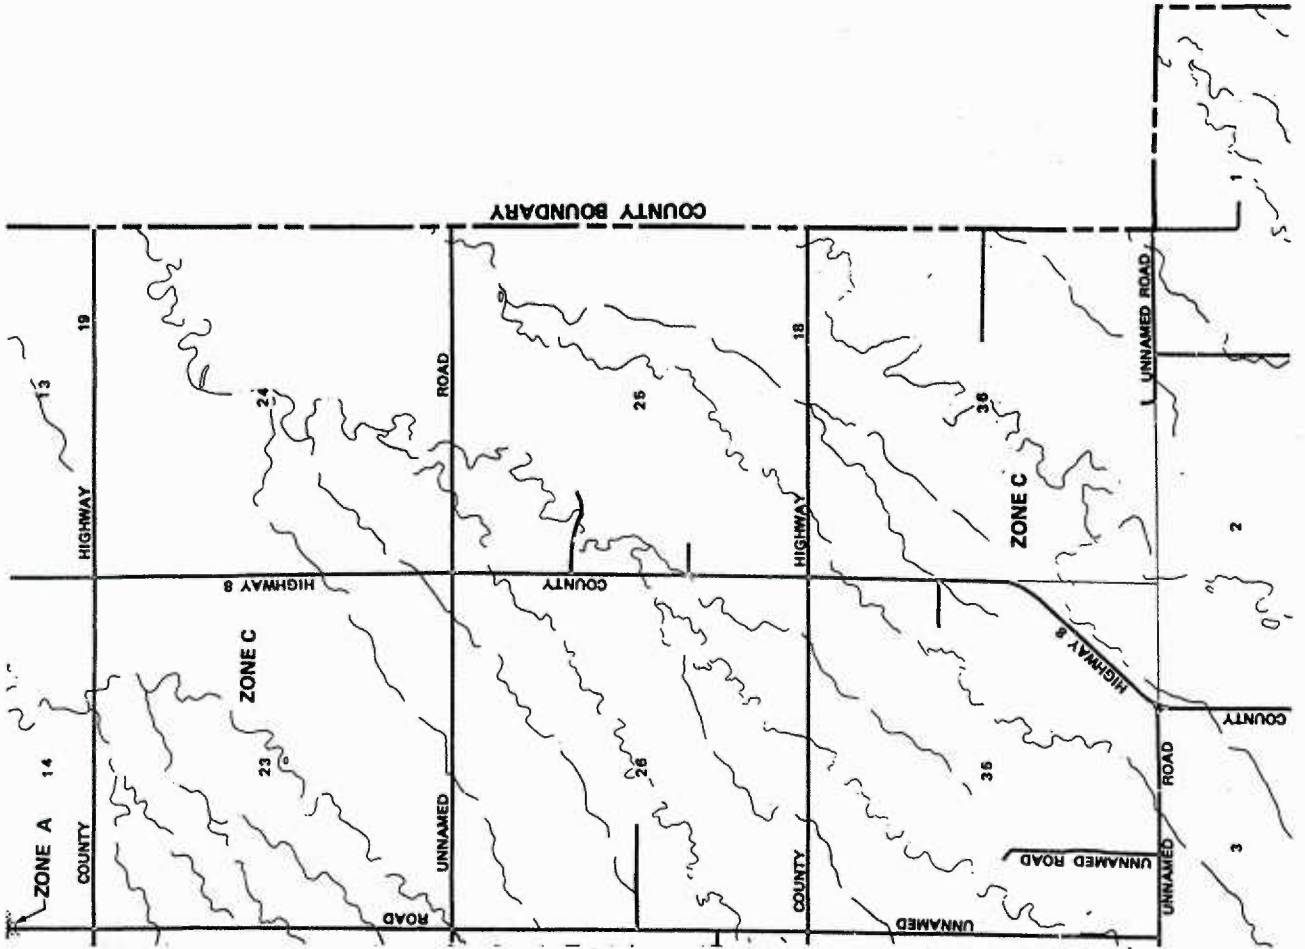 COUNTY BOUNDARY
1
UNNAMED ROAD
COUNTY HIGHWAY 19
13
24
UNNAMED ROAD
25
COUNTY HIGHWAY 18
36
ZONE C
2
COUNTY HIGHWAY 8
ZONE C
HIGHWAY 8
COUNTY
14
ZONE A
23
26
35
UNNAMED ROAD
UNNAMED ROAD
3
ROAD
UNNAMED